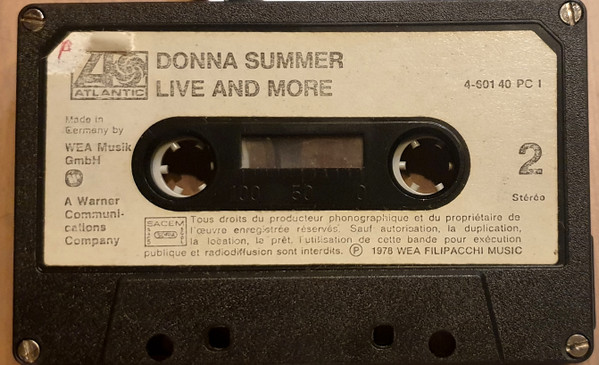 DONNA SUMMER
LIVE AND MORE
ATLANTIC
4-60140 PC I
Made in
Germany by
WEA Musik
GmbH
A Warner
Communi-
cations
Company
2
Stéréo
100 50 0
SACEM
Tous droits du producteur phonographique et du propriétaire de
l'œuvre enregistrée réservés. Sauf autorisation, la duplication,
la location, le prêt, l'utilisation de cette bande pour exécution
publique et radiodiffusion sont interdits. Ⓟ 1978 WEA FILIPACCHI MUSIC